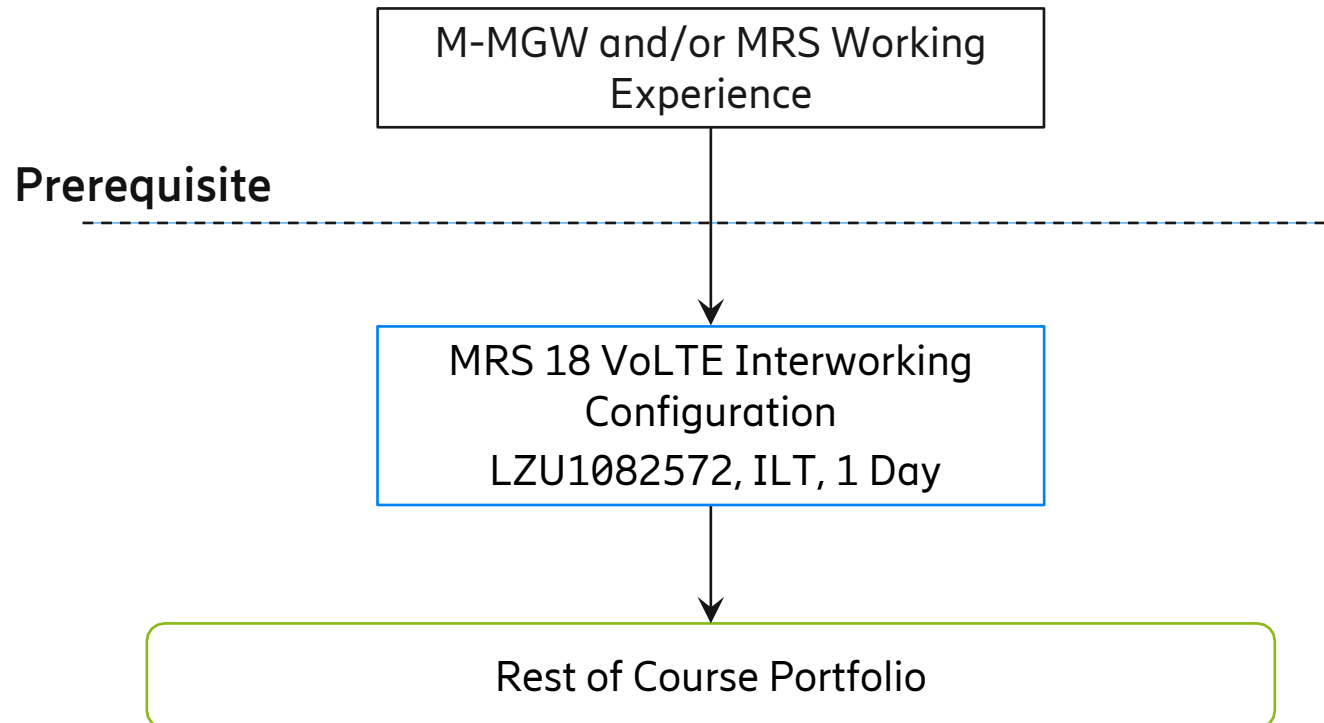 M-MGW and/or MRS Working
Experience
Prerequisite
MRS 18 VoLTE Interworking
Configuration
LZU1082572, ILT, 1 Day
Rest of Course Portfolio